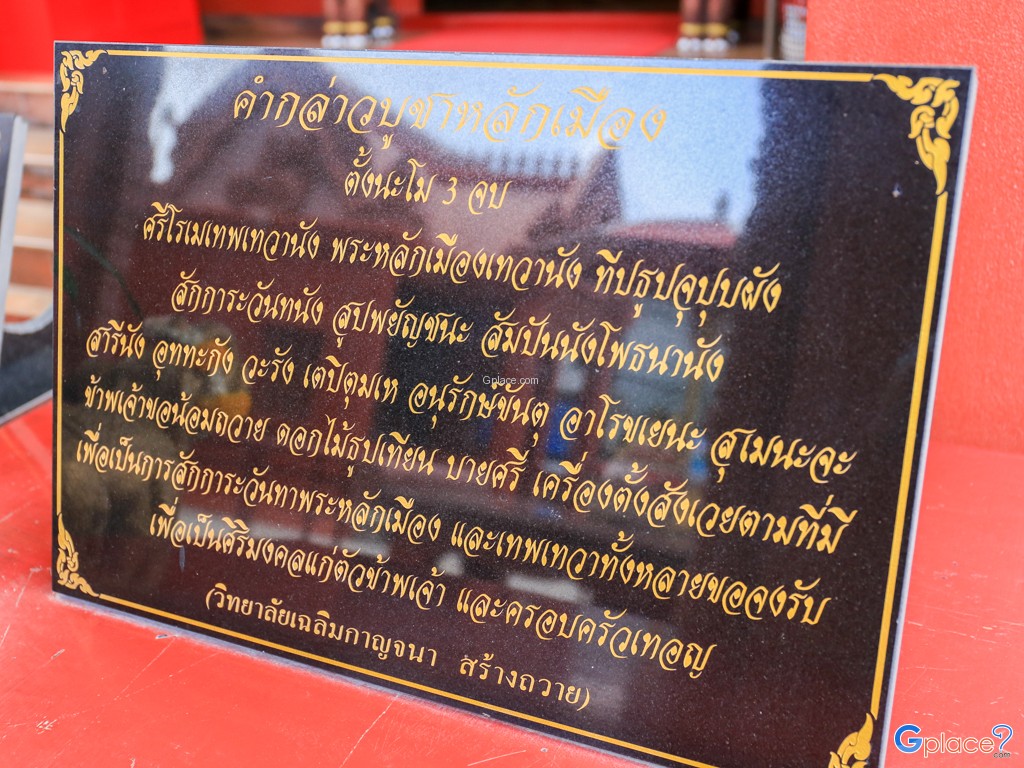 คำกล่าวบูชาหลักเมือง
ตั้งนะโม 3 จบ
ศรีโรเมเทพเทวานัง พระหลักเมืองเทวานัง ทีปธูปจุปุบผัง
สักการะวันทนัง สูปพยัญชนะ สัมปันนังโพธนานัง
สารีนัง อุททะกัง วะรัง เตปิตุมเห อนุรักษ์ขันตุ อาโรขเยนะ สุเมนะจะ
ข้าพเจ้าขอน้อมถวาย ดอกไม้ธูปเทียน บายศรี เครื่องตั้งสังเวยตามที่มี
เพื่อเป็นการสักการะวันทาพระหลักเมือง และเทพเทวาทั้งหลายขอจงรับ
เพื่อเป็นศิริมงคลแก่ตัวข้าพเจ้า และครอบครัวเทอญ
(วิทยาลัยเฉลิมกาญจนา สร้างถวาย)
Gplace.com
Gplace?.com